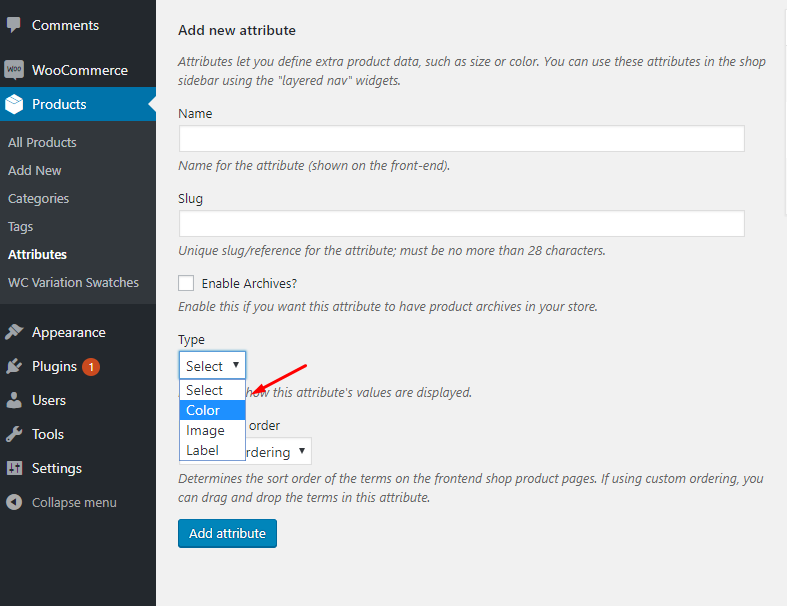 Comments
WOO
WooCommerce
Products
All Products
Add New
Categories
Tags
Attributes
WC Variation Swatches
Appearance
Plugins 1
Users
Tools
Settings
Collapse menu
Add new attribute
Attributes let you define extra product data, such as size or color. You can use these attributes in the shop
sidebar using the "layered nav" widgets.
Name
Name for the attribute (shown on the front-end).
Slug
Unique slug/reference for the attribute; must be no more than 28 characters.
Enable Archives?
Enable this if you want this attribute to have product archives in your store.
Type
Select
Select
Color
Image
Label
how this attribute's values are displayed.
order
rdering
Determines the sort order of the terms on the frontend shop product pages. If using custom ordering, you
can drag and drop the terms in this attribute.
Add attribute